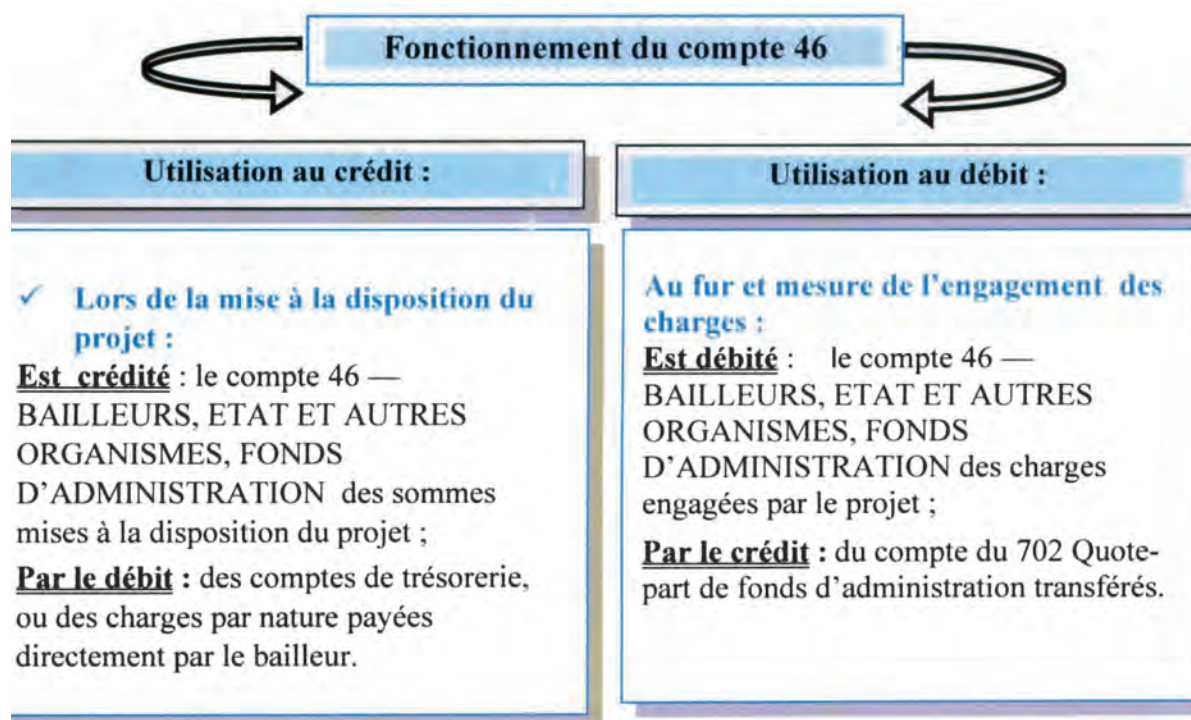 Fonctionnement du compte 46
Utilisation au crédit :
✓ Lors de la mise à la disposition du
projet :
Est crédité : le compte 46 —
BAILLEURS, ETAT ET AUTRES
ORGANISMES, FONDS
D'ADMINISTRATION des sommes
mises à la disposition du projet ;
Par le débit : des comptes de trésorerie,
ou des charges par nature payées
directement par le bailleur.
Utilisation au débit :
Au fur et mesure de l'engagement des
charges :
Est débité : le compte 46 —
BAILLEURS, ETAT ET AUTRES
ORGANISMES, FONDS
D'ADMINISTRATION des charges
engagées par le projet ;
Par le crédit : du compte du 702 Quote-
part de fonds d'administration transférés.